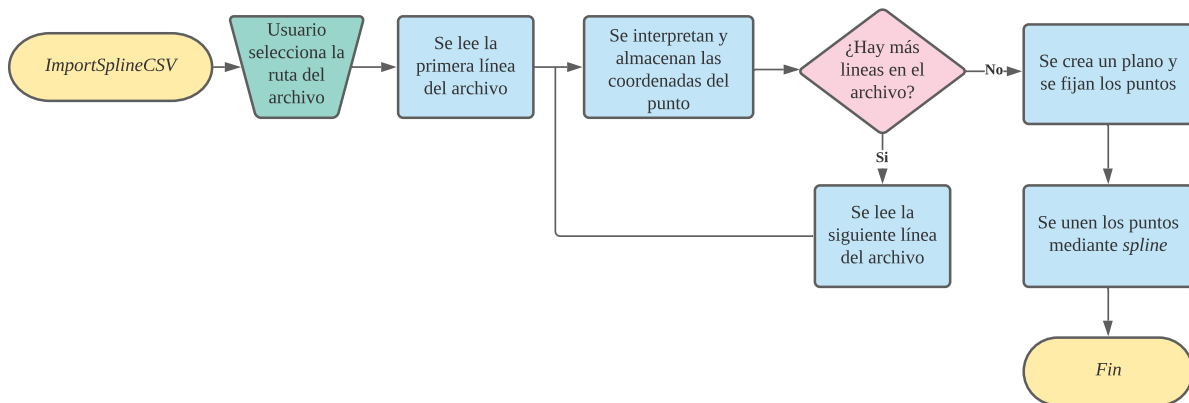 ImportSplineCSV
Usuario
selecciona la
ruta del
archivo
Se lee la
primera línea
del archivo
Se interpretan y
almacenan las
coordenadas del
punto
¿Hay más
lineas en el
archivo?
No
Se crea un plano y
se fijan los puntos
Si
Se lee la
siguiente línea
del archivo
Se unen los puntos
mediante spline
Fin